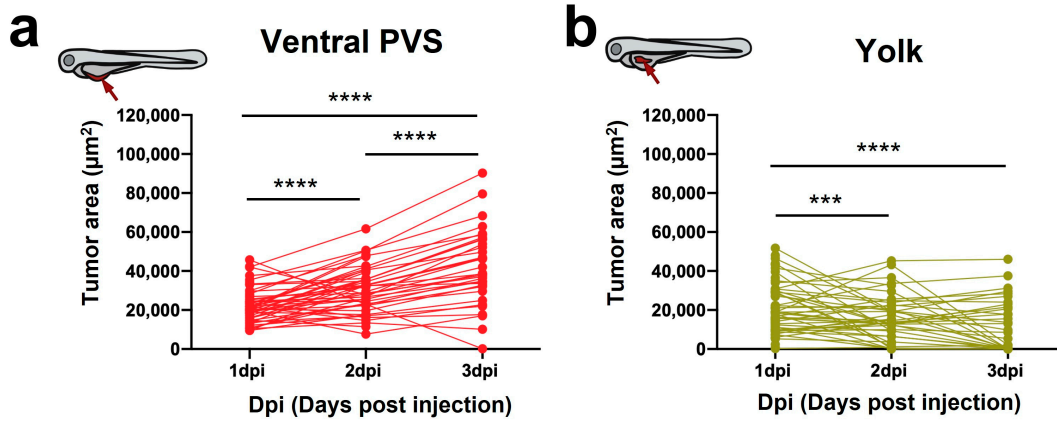 a
Ventral PVS
****
****
****
120,000
100,000
80,000
60,000
40,000
20,000
0
Tumor area (µm²)
1dpi 2dpi 3dpi
Dpi (Days post injection)
b
Yolk
****
***
120,000
100,000
80,000
60,000
40,000
20,000
0
Tumor area (µm²)
1dpi 2dpi 3dpi
Dpi (Days post injection)